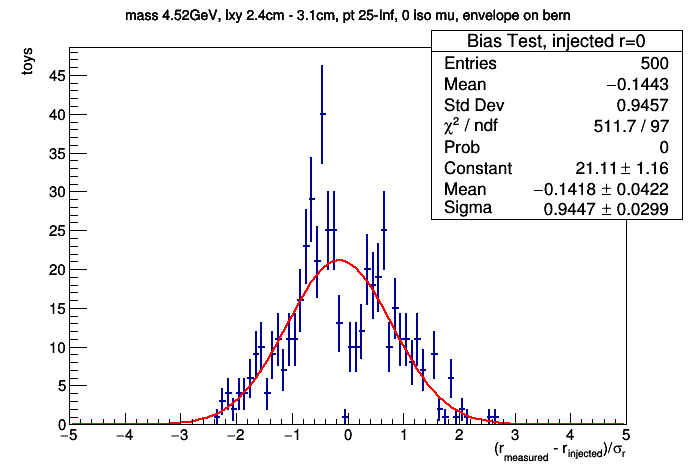 mass 4.52GeV, lxy 2.4cm - 3.1cm, pt 25-Inf, 0 Iso mu, envelope on bern
toys
Bias Test, injected r=0
Entries 500
Mean −0.1443
Std Dev 0.9457
χ² / ndf 511.7 / 97
Prob 0
Constant 21.11 ± 1.16
Mean −0.1418 ± 0.0422
Sigma 0.9447 ± 0.0299
45
40
35
30
25
20
15
10
5
0
−5 −4 −3 −2 −1 0 1 2 3 4 5
(r_measured - r_injected)/σ_r